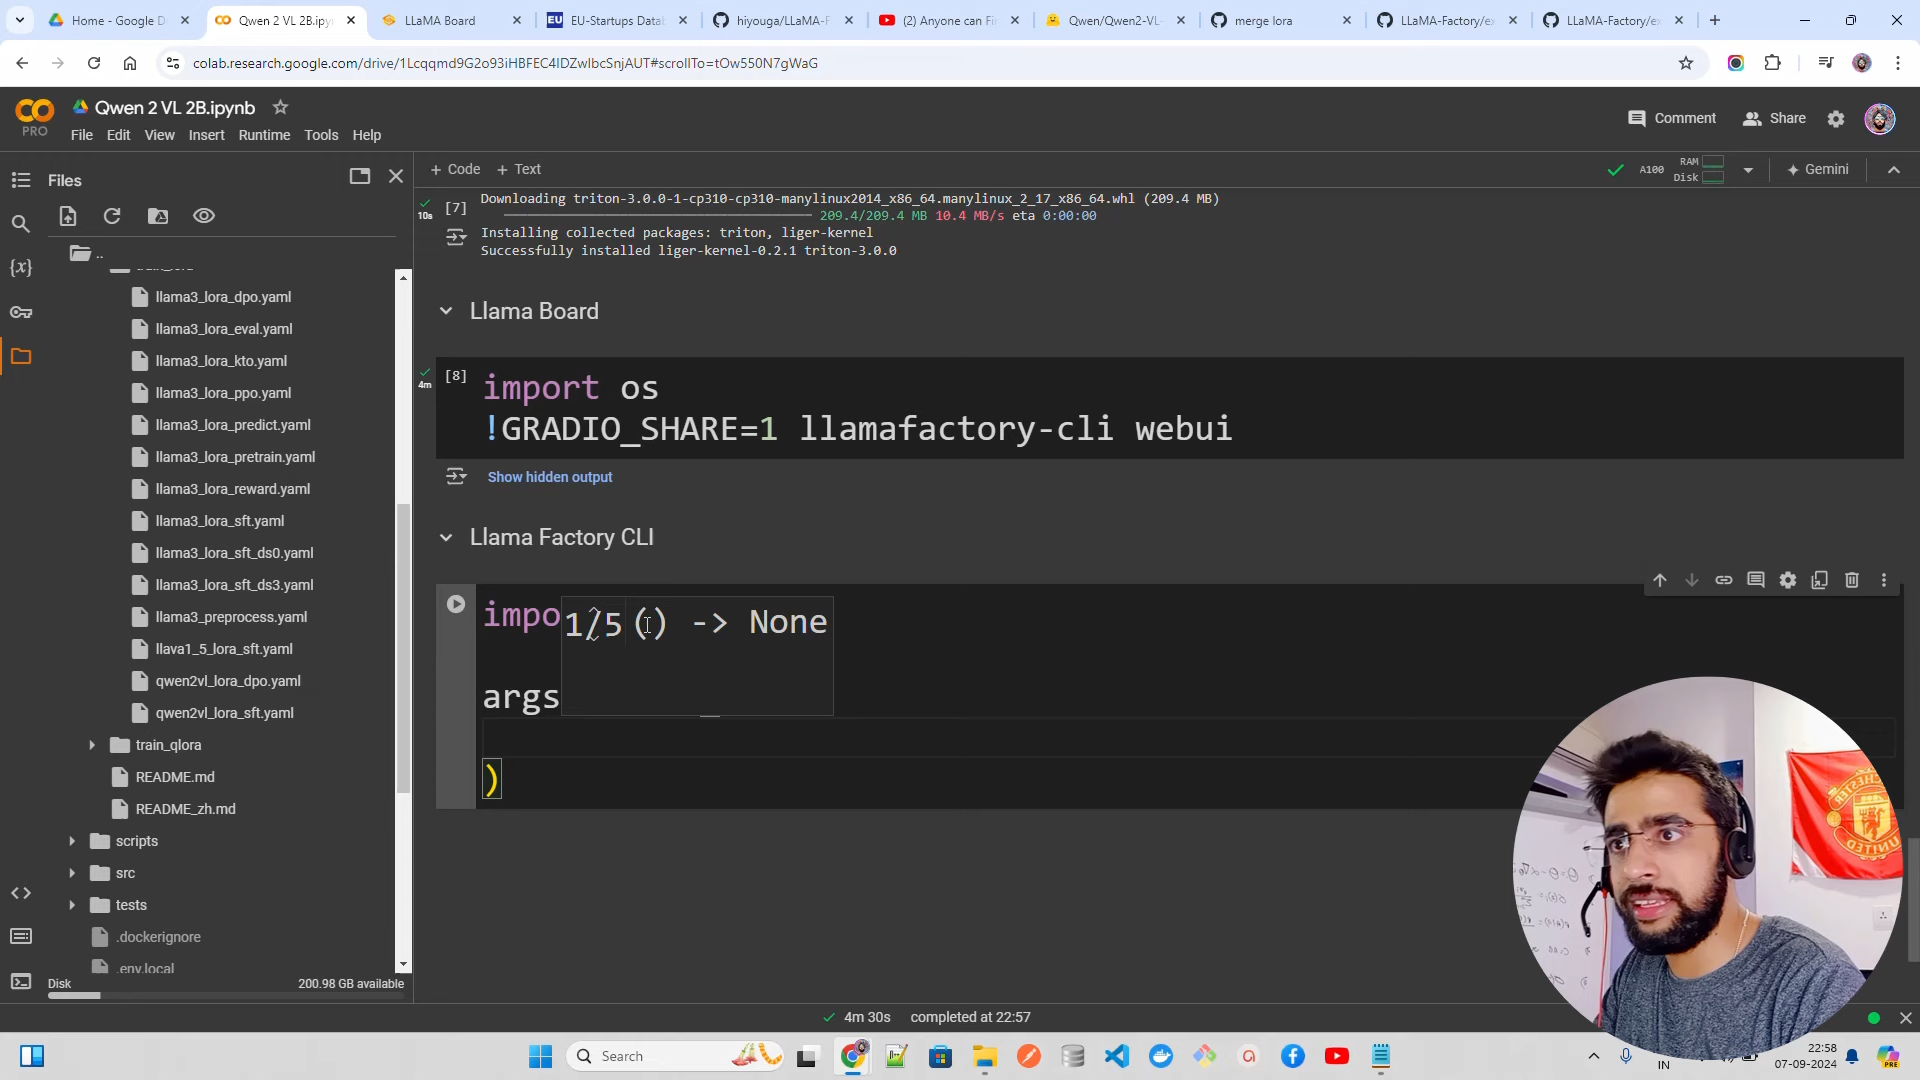 Home - Google D
Qwen 2 VL 2B.ipyn
LLaMA Board
EU-Startups Datab
hiyouga/LLaMA-F
(2) Anyone can Fi
Qwen/Qwen2-VL-
merge lora
LLaMA-Factory/ex
LLaMA-Factory/ex
colab.research.google.com/drive/1Lcqqmd9G2o93iHBFEC4IDZwIbcSnjAUT#scrollTo=tOw550N7gWaG
PRO
Qwen 2 VL 2B.ipynb
File Edit View Insert Runtime Tools Help
Comment
Share
Files
+ Code + Text
A100
RAM
Disk
Gemini
..
llama3_lora_dpo.yaml
llama3_lora_eval.yaml
llama3_lora_kto.yaml
llama3_lora_ppo.yaml
llama3_lora_predict.yaml
llama3_lora_pretrain.yaml
llama3_lora_reward.yaml
llama3_lora_sft.yaml
llama3_lora_sft_ds0.yaml
llama3_lora_sft_ds3.yaml
llama3_preprocess.yaml
llava1_5_lora_sft.yaml
qwen2vl_lora_dpo.yaml
qwen2vl_lora_sft.yaml
train_qlora
README.md
README_zh.md
scripts
src
tests
.dockerignore
.env.local
Disk 200.98 GB available
10s
[7]
Downloading triton-3.0.0-1-cp310-cp310-manylinux2014_x86_64.manylinux_2_17_x86_64.whl (209.4 MB)
209.4/209.4 MB 10.4 MB/s eta 0:00:00
Installing collected packages: triton, liger-kernel
Successfully installed liger-kernel-0.2.1 triton-3.0.0
Llama Board
4m
[8]
import os
!GRADIO_SHARE=1 llamafactory-cli webui
Show hidden output
Llama Factory CLI
impo
1/5 () -> None
args
)
4m 30s completed at 22:57
MANCHESTER
UNITED
Search
IN
22:58
07-09-2024
PRE